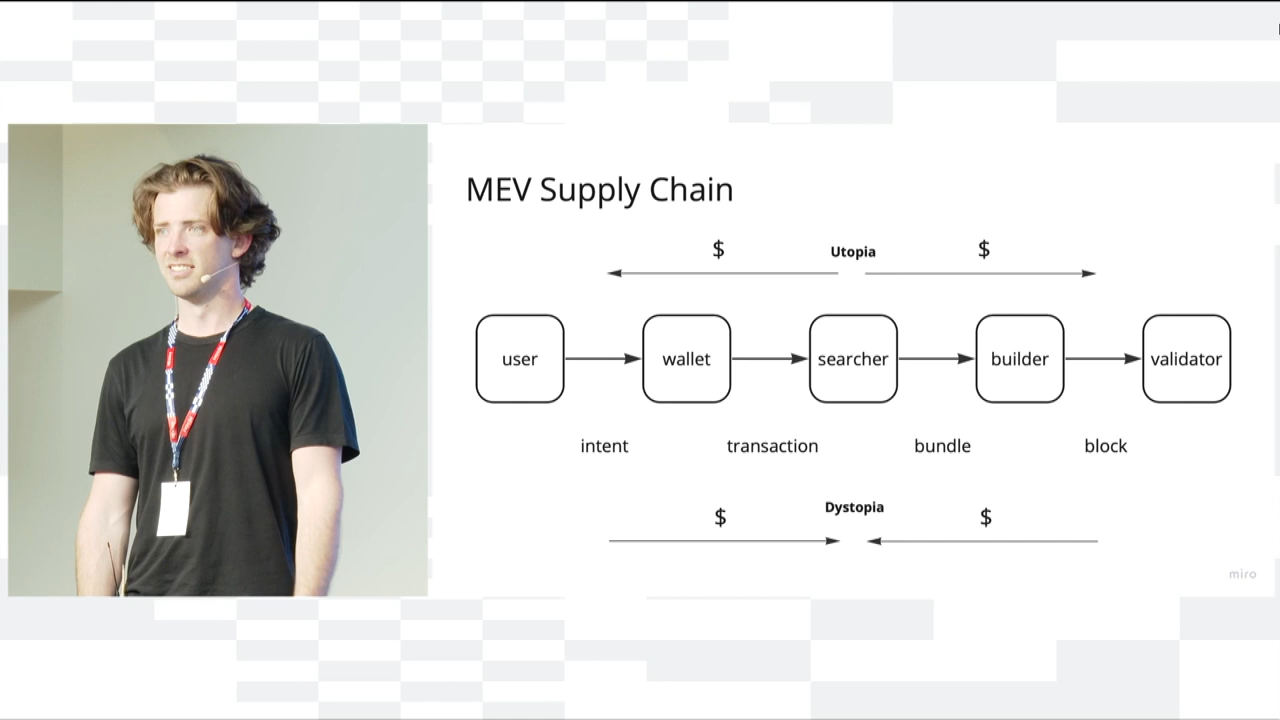 MEV Supply Chain
$ Utopia $
user wallet searcher builder validator
intent transaction bundle block
Dystopia
$ $
miro